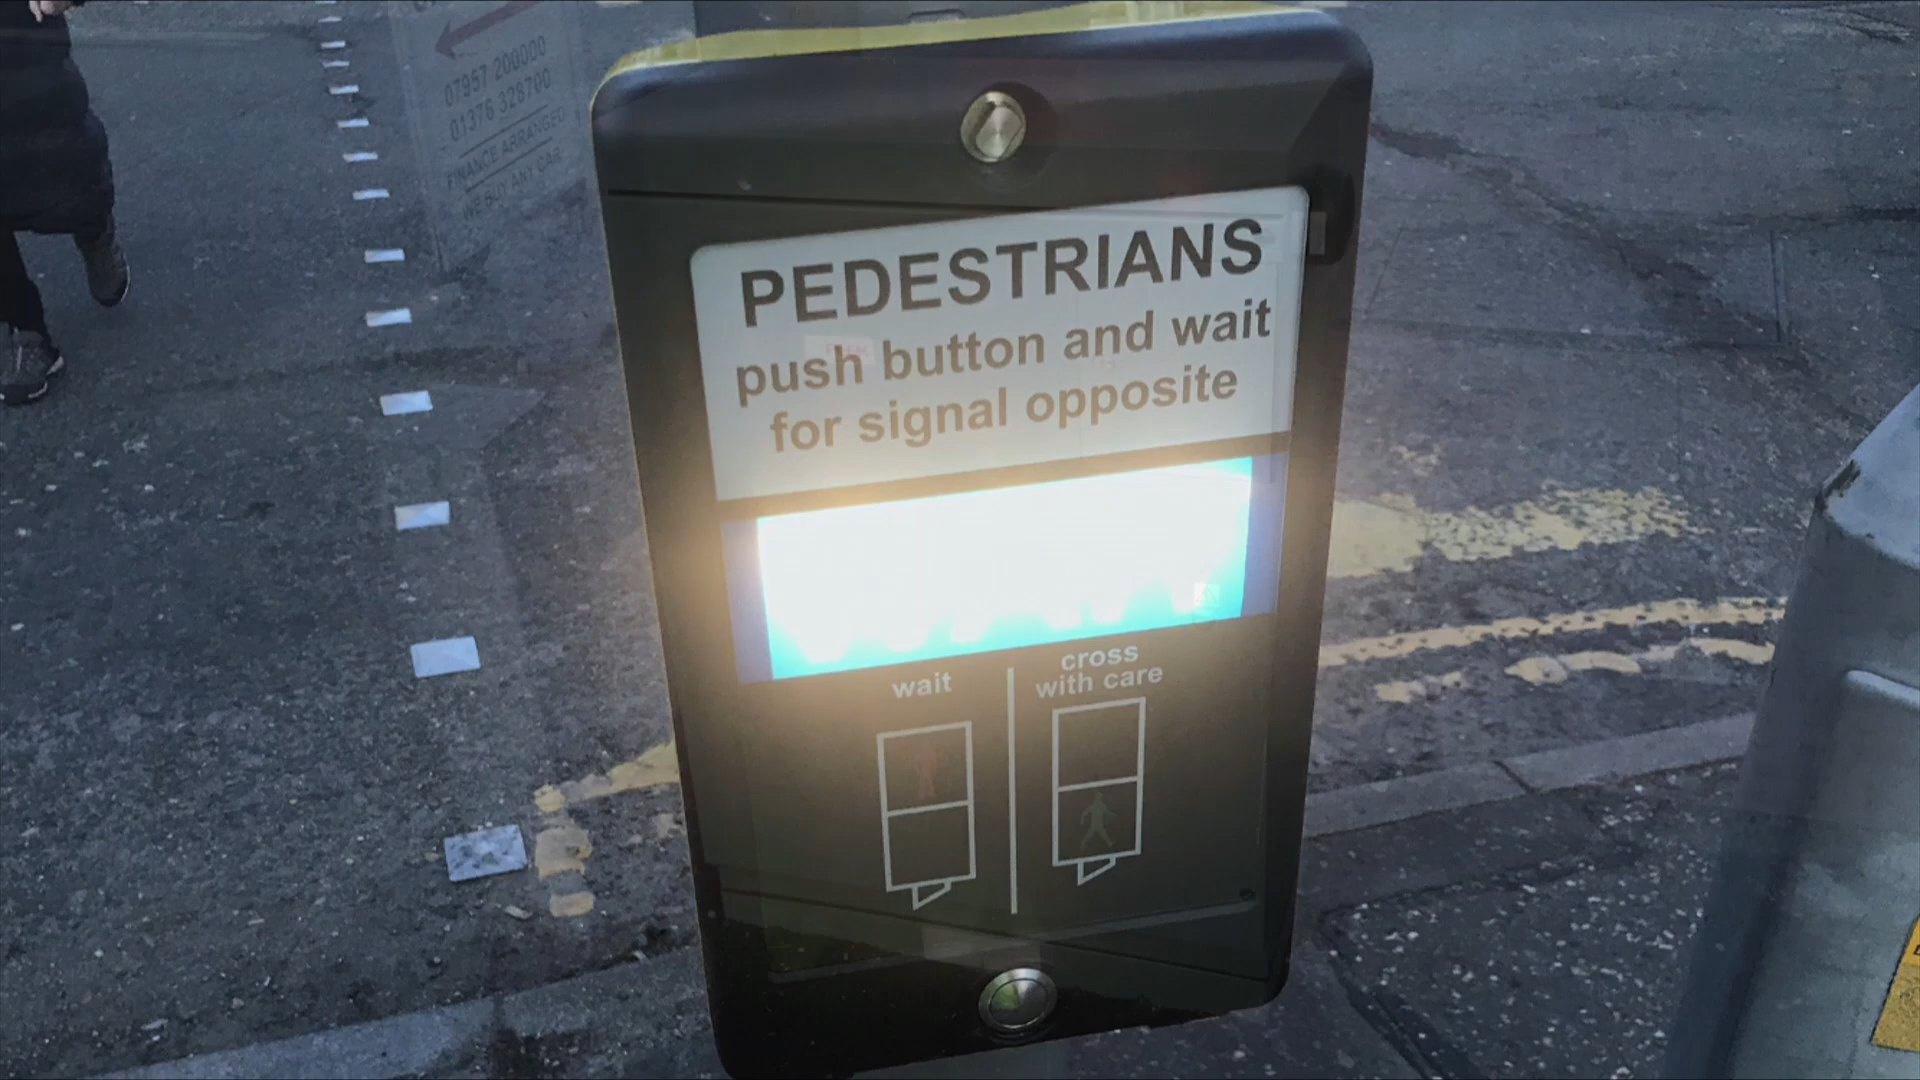 07957 200000
01376 328700
FINANCE ARRANGED
WE BUY ANY CAR
PEDESTRIANS
push button and wait
for signal opposite
wait
cross
with care